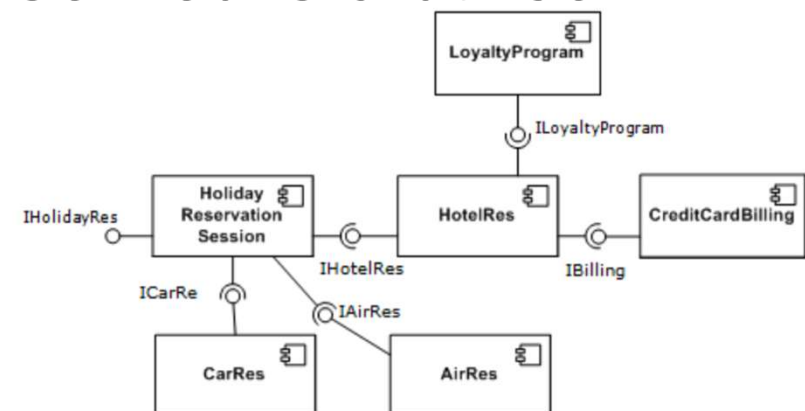 LoyaltyProgram
ILoyaltyProgram
Holiday
Reservation
Session
IHolidayRes
HotelRes
CreditCardBilling
IHotelRes
IBilling
ICarRe
IAirRes
CarRes
AirRes